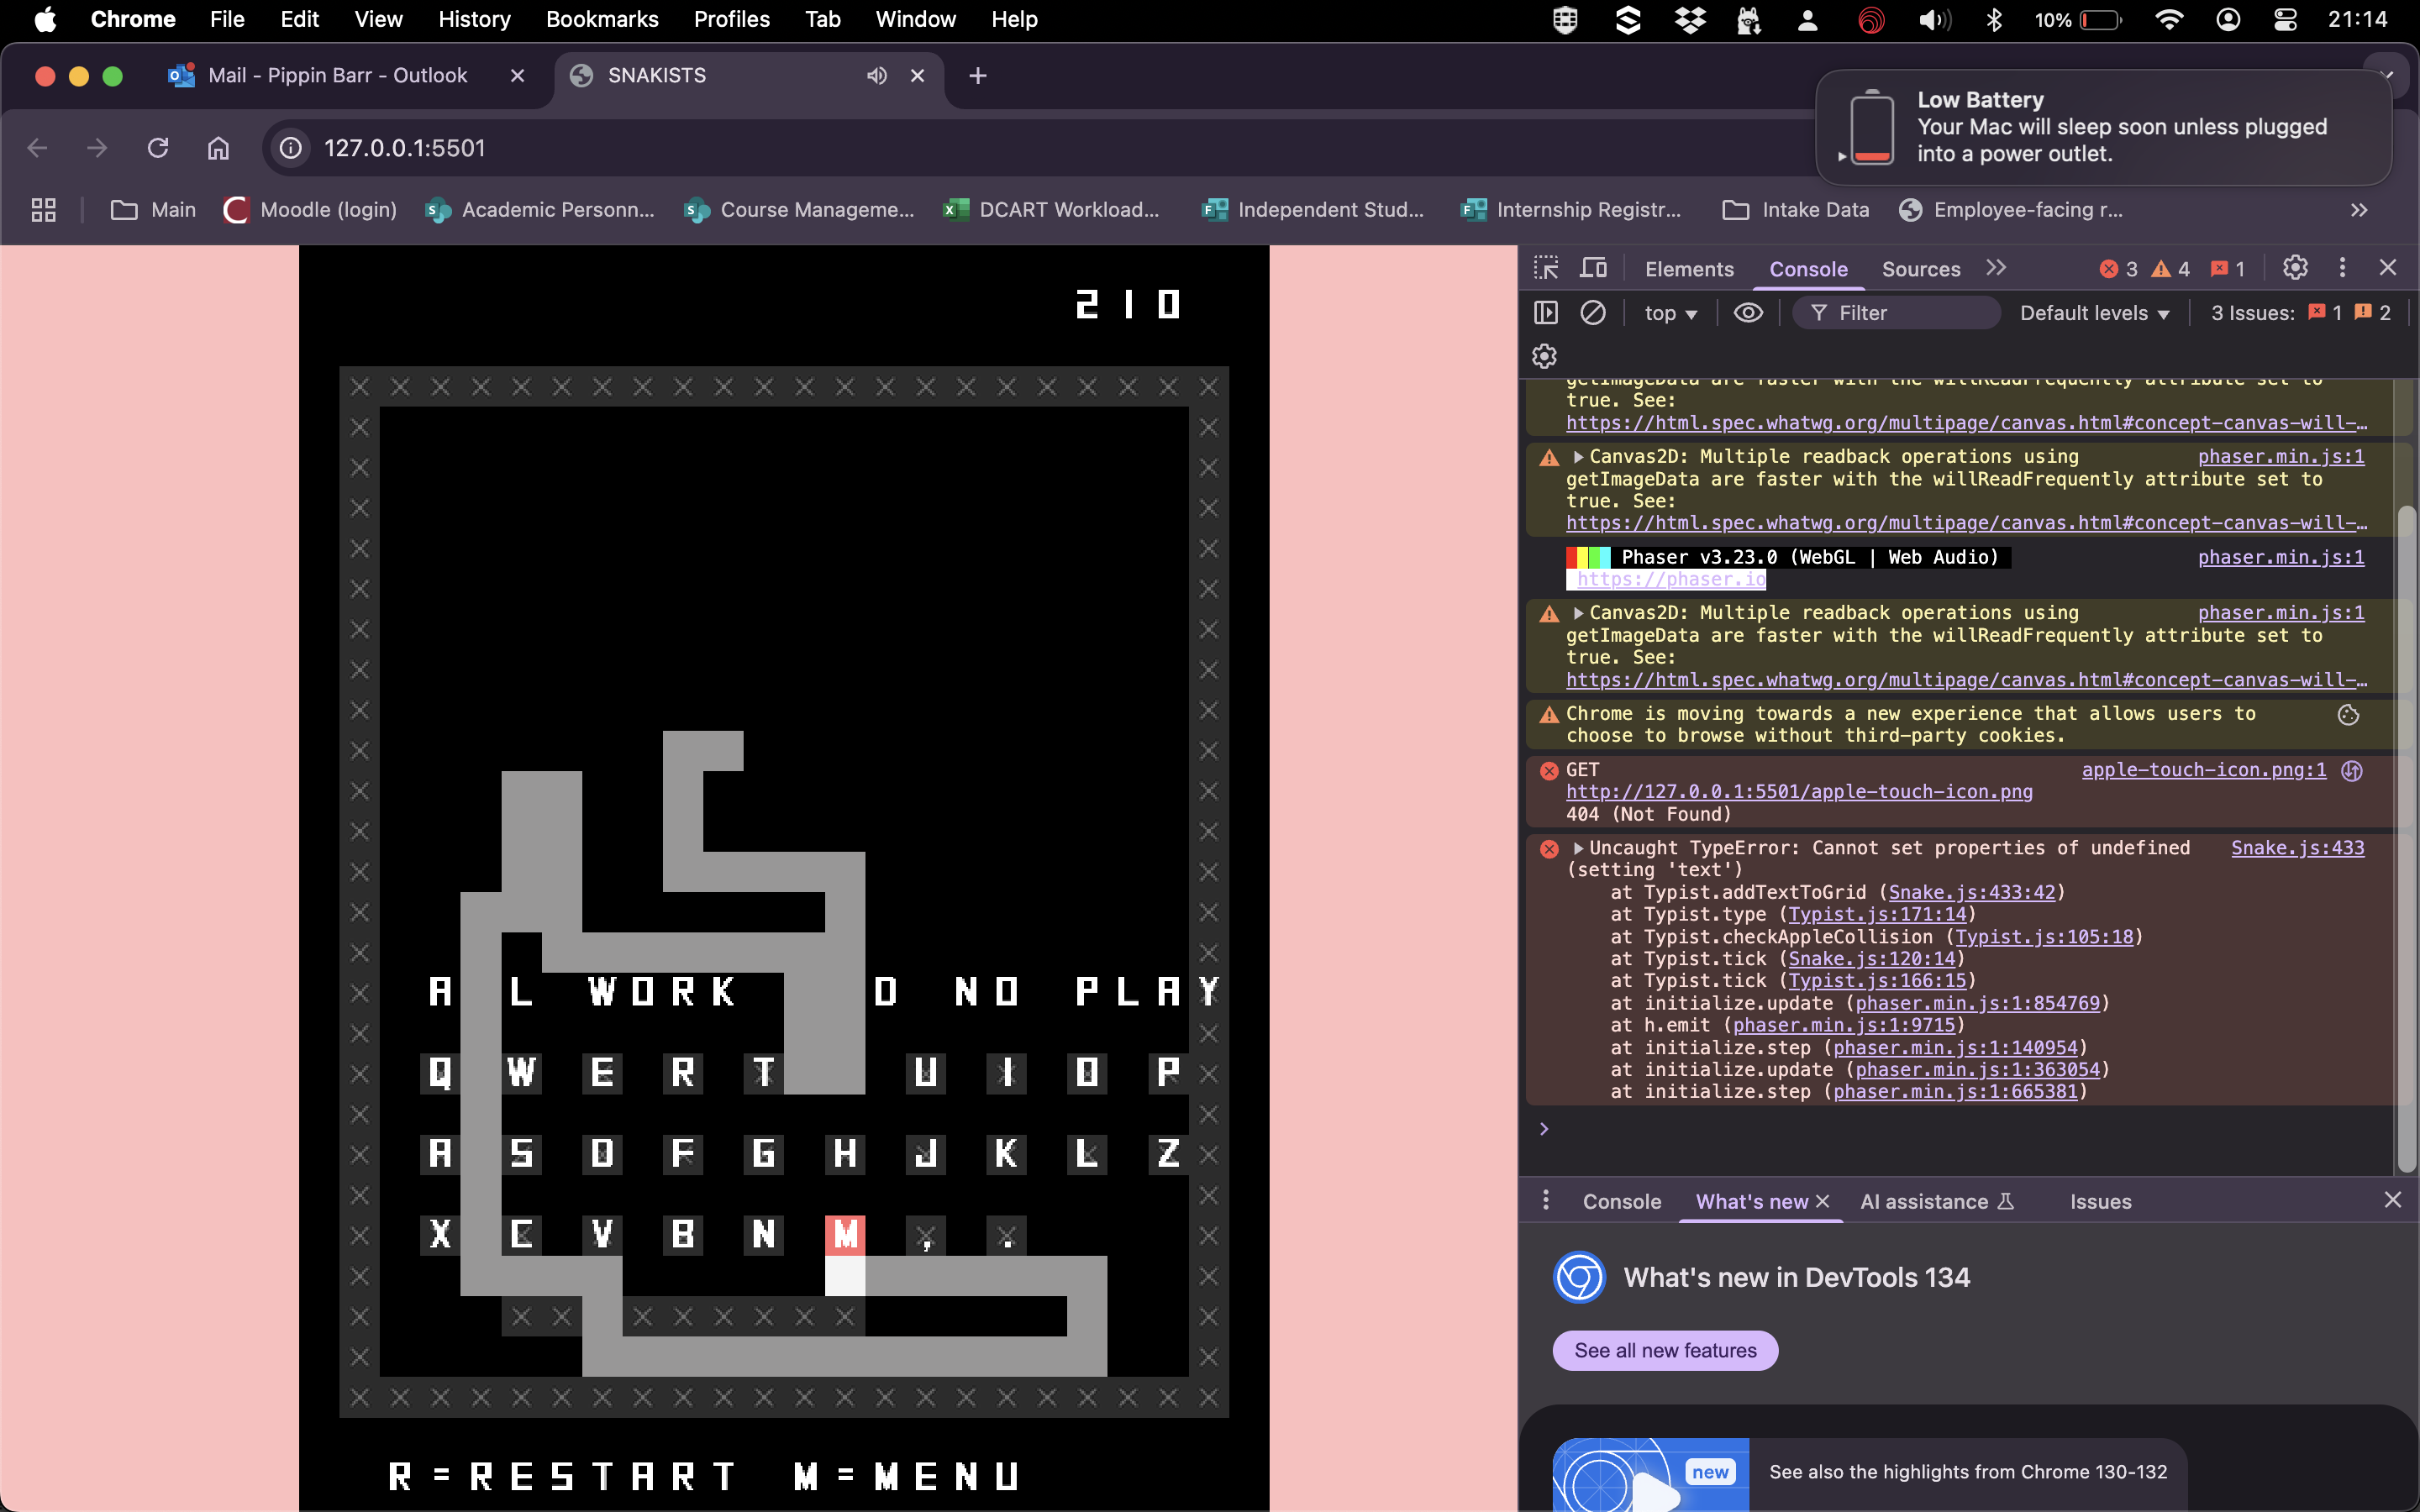 Chrome File Edit View History Bookmarks Profiles Tab Window Help 10% 21:14
Mail - Pippin Barr - Outlook SNAKISTS
Low Battery
Your Mac will sleep soon unless plugged
into a power outlet.
127.0.0.1:5501
Main Moodle (login) Academic Personn... Course Manageme... DCART Workload... Independent Stud... Internship Registr... Intake Data Employee-facing r...
210
A L WORK D NO PLAY
Q W E R T U I O P
A S D F G H J K L Z
X C V B N M , .
R=RESTART M=MENU
Elements Console Sources 3 4 1
top Filter Default levels 3 Issues: 1 2
getImageData are faster with the willReadFrequently attribute set to
true. See:
https://html.spec.whatwg.org/multipage/canvas.html#concept-canvas-will-…
Canvas2D: Multiple readback operations using phaser.min.js:1
getImageData are faster with the willReadFrequently attribute set to
true. See:
https://html.spec.whatwg.org/multipage/canvas.html#concept-canvas-will-…
Phaser v3.23.0 (WebGL | Web Audio) phaser.min.js:1
https://phaser.io
Canvas2D: Multiple readback operations using phaser.min.js:1
getImageData are faster with the willReadFrequently attribute set to
true. See:
https://html.spec.whatwg.org/multipage/canvas.html#concept-canvas-will-…
Chrome is moving towards a new experience that allows users to
choose to browse without third-party cookies.
GET apple-touch-icon.png:1
http://127.0.0.1:5501/apple-touch-icon.png
404 (Not Found)
Uncaught TypeError: Cannot set properties of undefined Snake.js:433
(setting 'text')
at Typist.addTextToGrid (Snake.js:433:42)
at Typist.type (Typist.js:171:14)
at Typist.checkAppleCollision (Typist.js:105:18)
at Typist.tick (Snake.js:120:14)
at Typist.tick (Typist.js:166:15)
at initialize.update (phaser.min.js:1:854769)
at h.emit (phaser.min.js:1:9715)
at initialize.step (phaser.min.js:1:140954)
at initialize.update (phaser.min.js:1:363054)
at initialize.step (phaser.min.js:1:665381)
Console What's new AI assistance Issues
What's new in DevTools 134
See all new features
new See also the highlights from Chrome 130-132